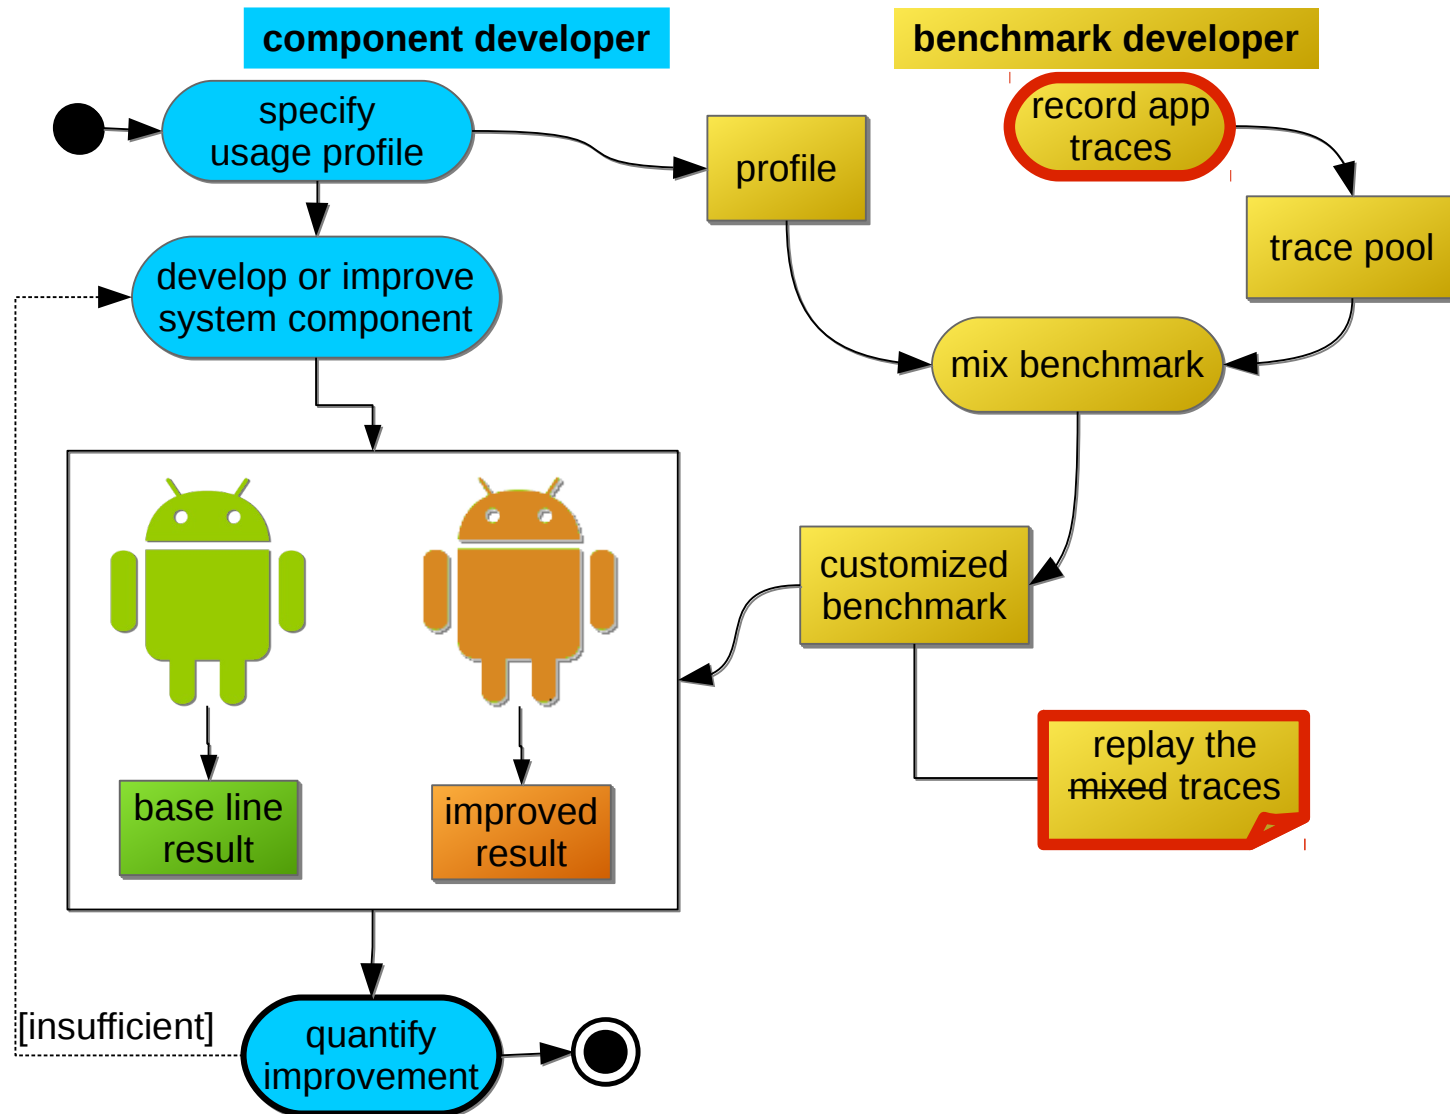 component developer
benchmark developer
specify
usage profile
record app
traces
profile
trace pool
develop or improve
system component
mix benchmark
customized
benchmark
replay the
mixed traces
base line
result
improved
result
[insufficient]
quantify
improvement